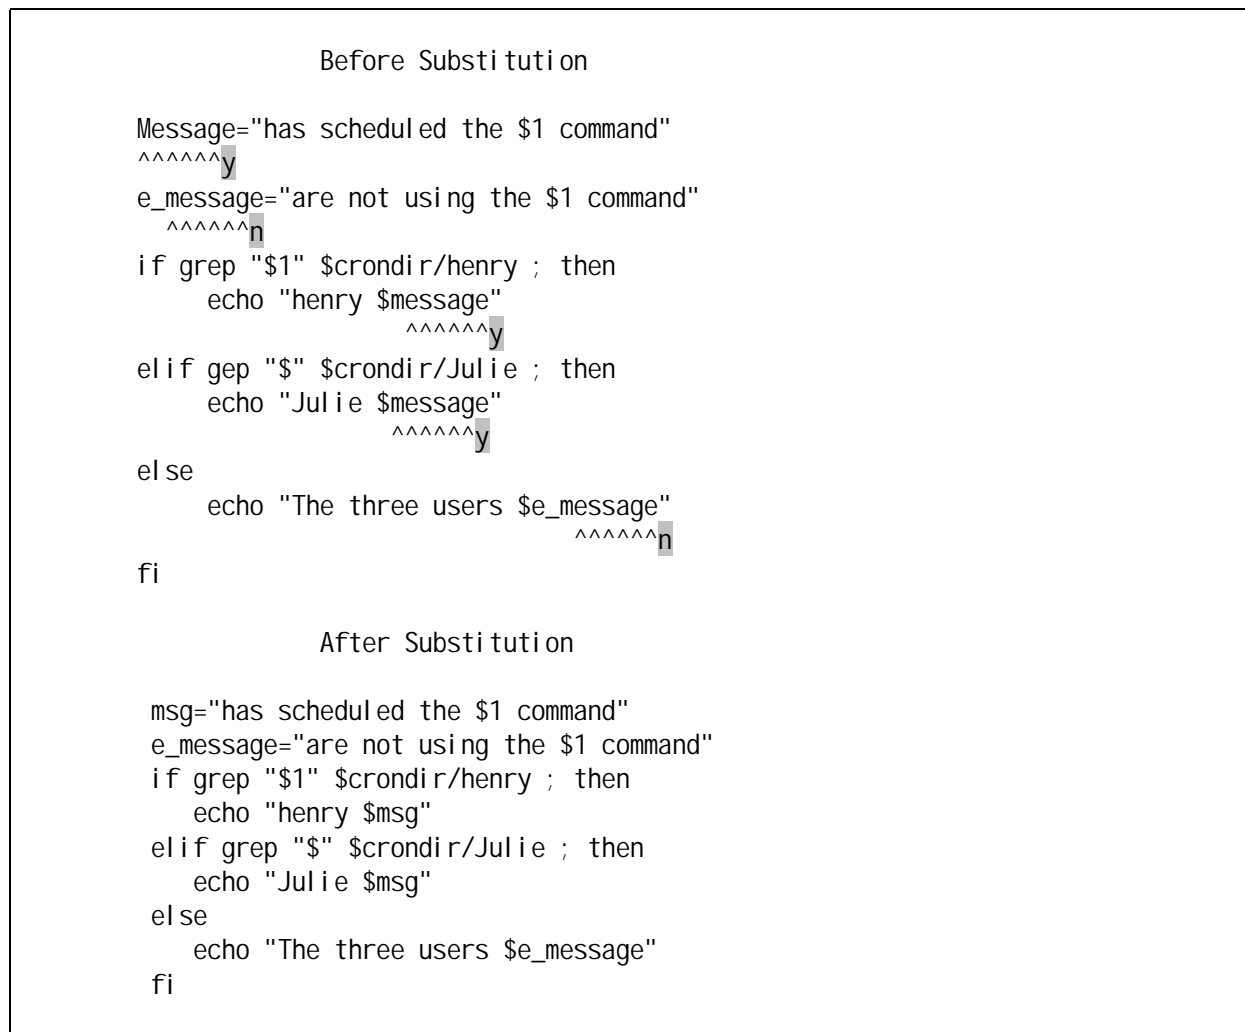 Before Substitution
Message="has scheduled the $1 command"
^^^^^^y
e_message="are not using the $1 command"
^^^^^^n
if grep "$1" $crondir/henry ; then
echo "henry $message"
^^^^^^y
elif gep "$" $crondir/Julie ; then
echo "Julie $message"
^^^^^^y
else
echo "The three users $e_message"
^^^^^^n
fi
After Substitution
msg="has scheduled the $1 command"
e_message="are not using the $1 command"
if grep "$1" $crondir/henry ; then
echo "henry $msg"
elif grep "$" $crondir/Julie ; then
echo "Julie $msg"
else
echo "The three users $e_message"
fi